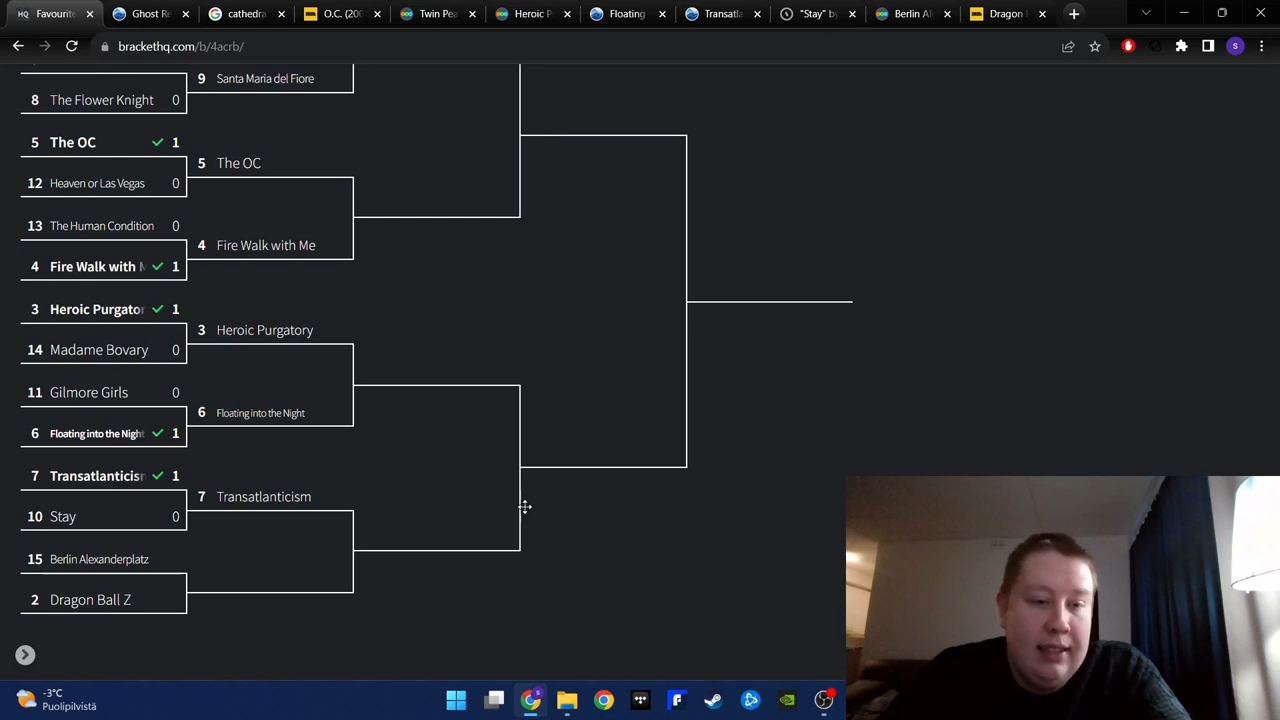 Favourite
Ghost Re
cathedra
O.C. (200
Twin Pea
Heroic P
Floating
Transatla
"Stay" by
Berlin Al
Dragon
brackethq.com/b/4acrb/
9 Santa Maria del Fiore
8 The Flower Knight 0
5 The OC 1
5 The OC
12 Heaven or Las Vegas 0
13 The Human Condition 0
4 Fire Walk with Me
4 Fire Walk with M 1
3 Heroic Purgator 1
3 Heroic Purgatory
14 Madame Bovary 0
11 Gilmore Girls 0
6 Floating into the Night
6 Floating into the Night 1
7 Transatlanticism 1
7 Transatlanticism
10 Stay 0
15 Berlin Alexanderplatz
2 Dragon Ball Z
-3°C
Puolipilvistä